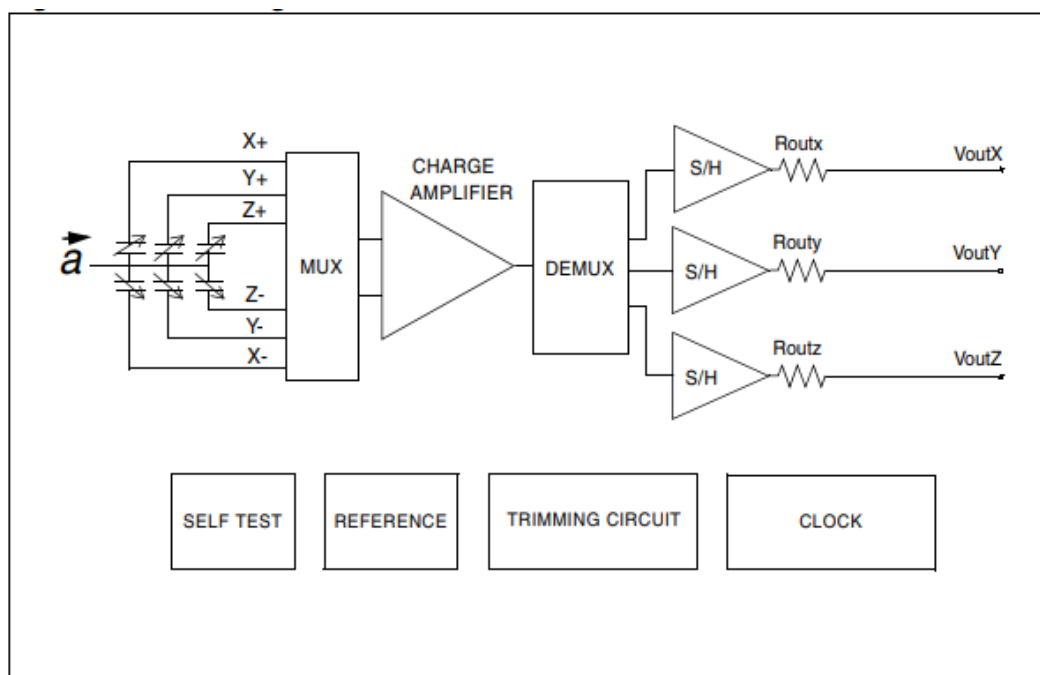 X+
Y+
Z+
a
Z-
Y-
X-
MUX
CHARGE
AMPLIFIER
DEMUX
S/H
Routx
VoutX
S/H
Routy
VoutY
S/H
Routz
VoutZ
SELF TEST
REFERENCE
TRIMMING CIRCUIT
CLOCK